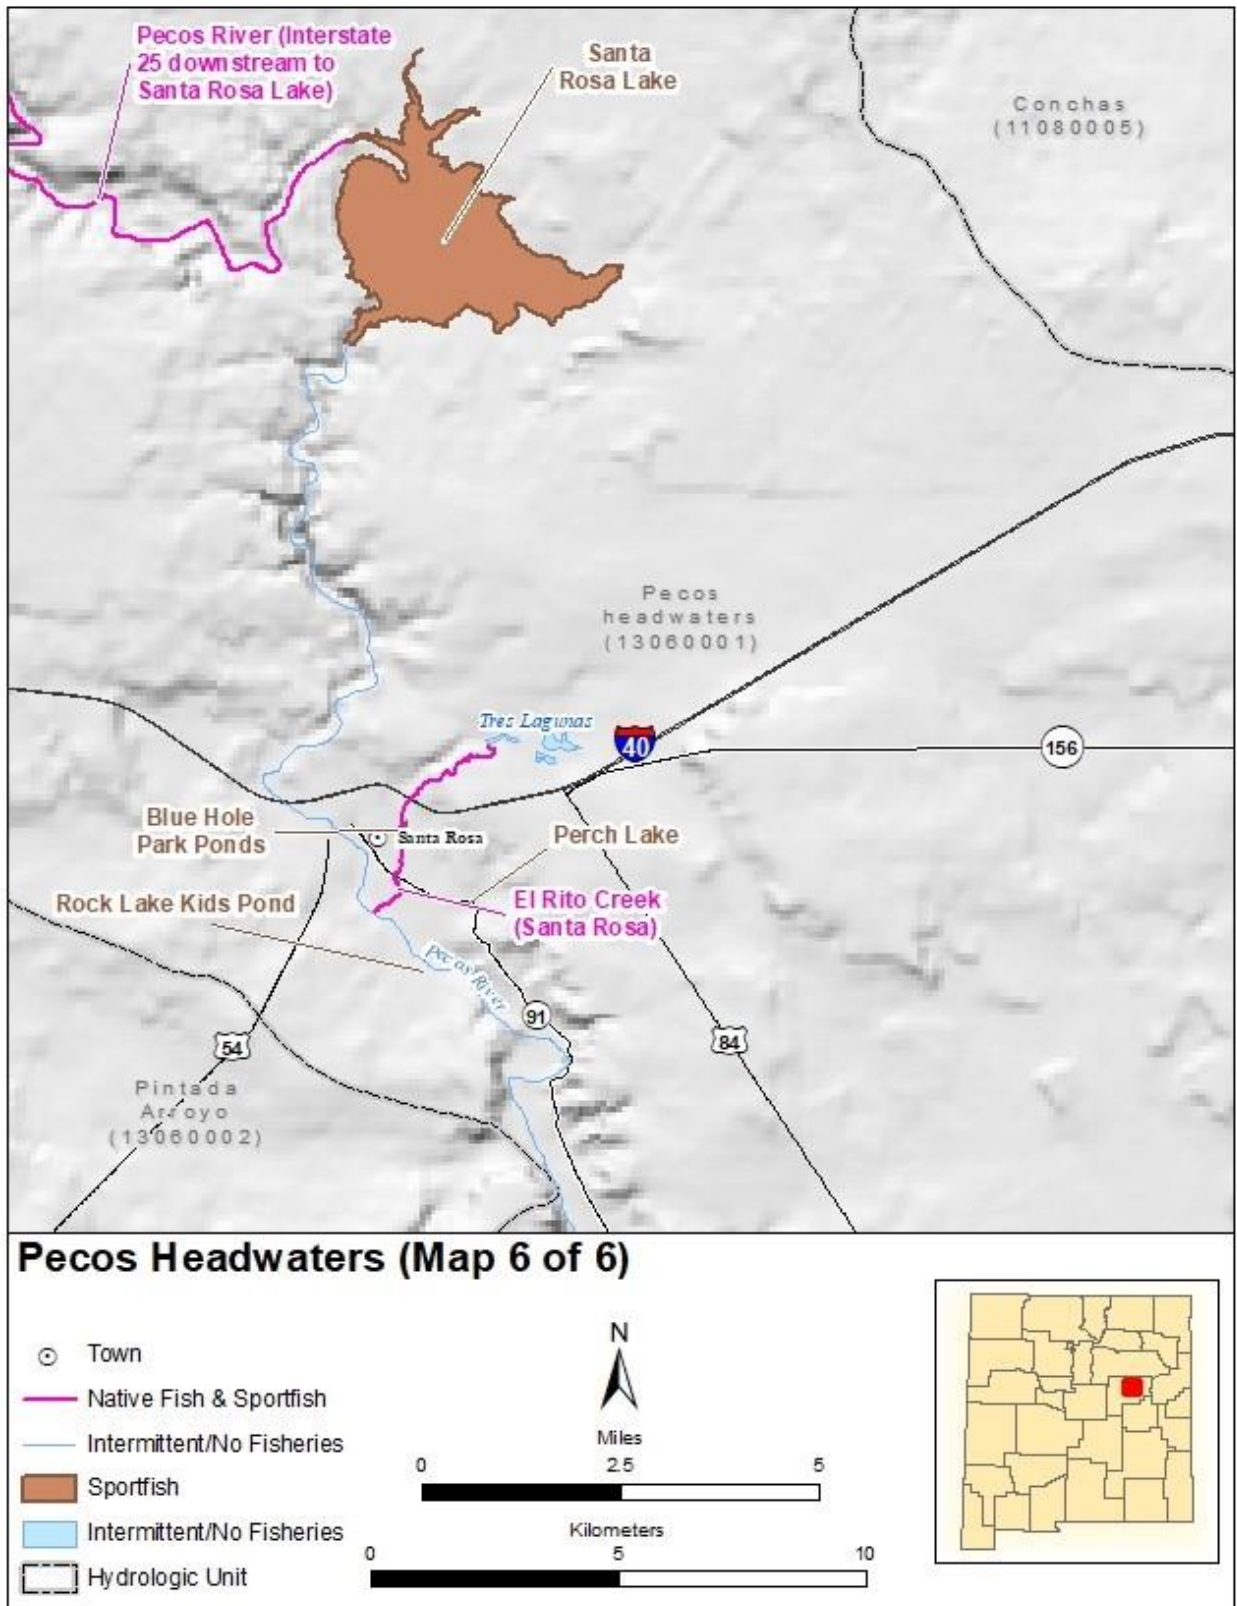 Pecos River (Interstate
25 downstream to
Santa Rosa Lake)
Santa
Rosa Lake
Conchas
(11080005)
Pecos
headwaters
(13060001)
Tres Lagunas
40
156
Blue Hole
Park Ponds
Santa Rosa
Perch Lake
Rock Lake Kids Pond
El Rito Creek
(Santa Rosa)
Pecos River
91
54
84
Pintada
Arroyo
(13060002)
Pecos Headwaters (Map 6 of 6)
Town
Native Fish & Sportfish
Intermittent/No Fisheries
Sportfish
Intermittent/No Fisheries
Hydrologic Unit
N
Miles
0 2.5 5
Kilometers
0 5 10